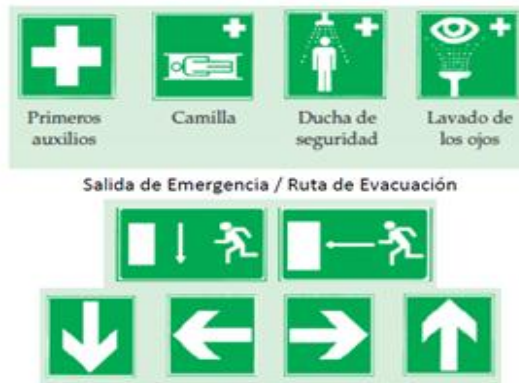 Primeros auxilios
Camilla
Ducha de seguridad
Lavado de los ojos
Salida de Emergencia / Ruta de Evacuación